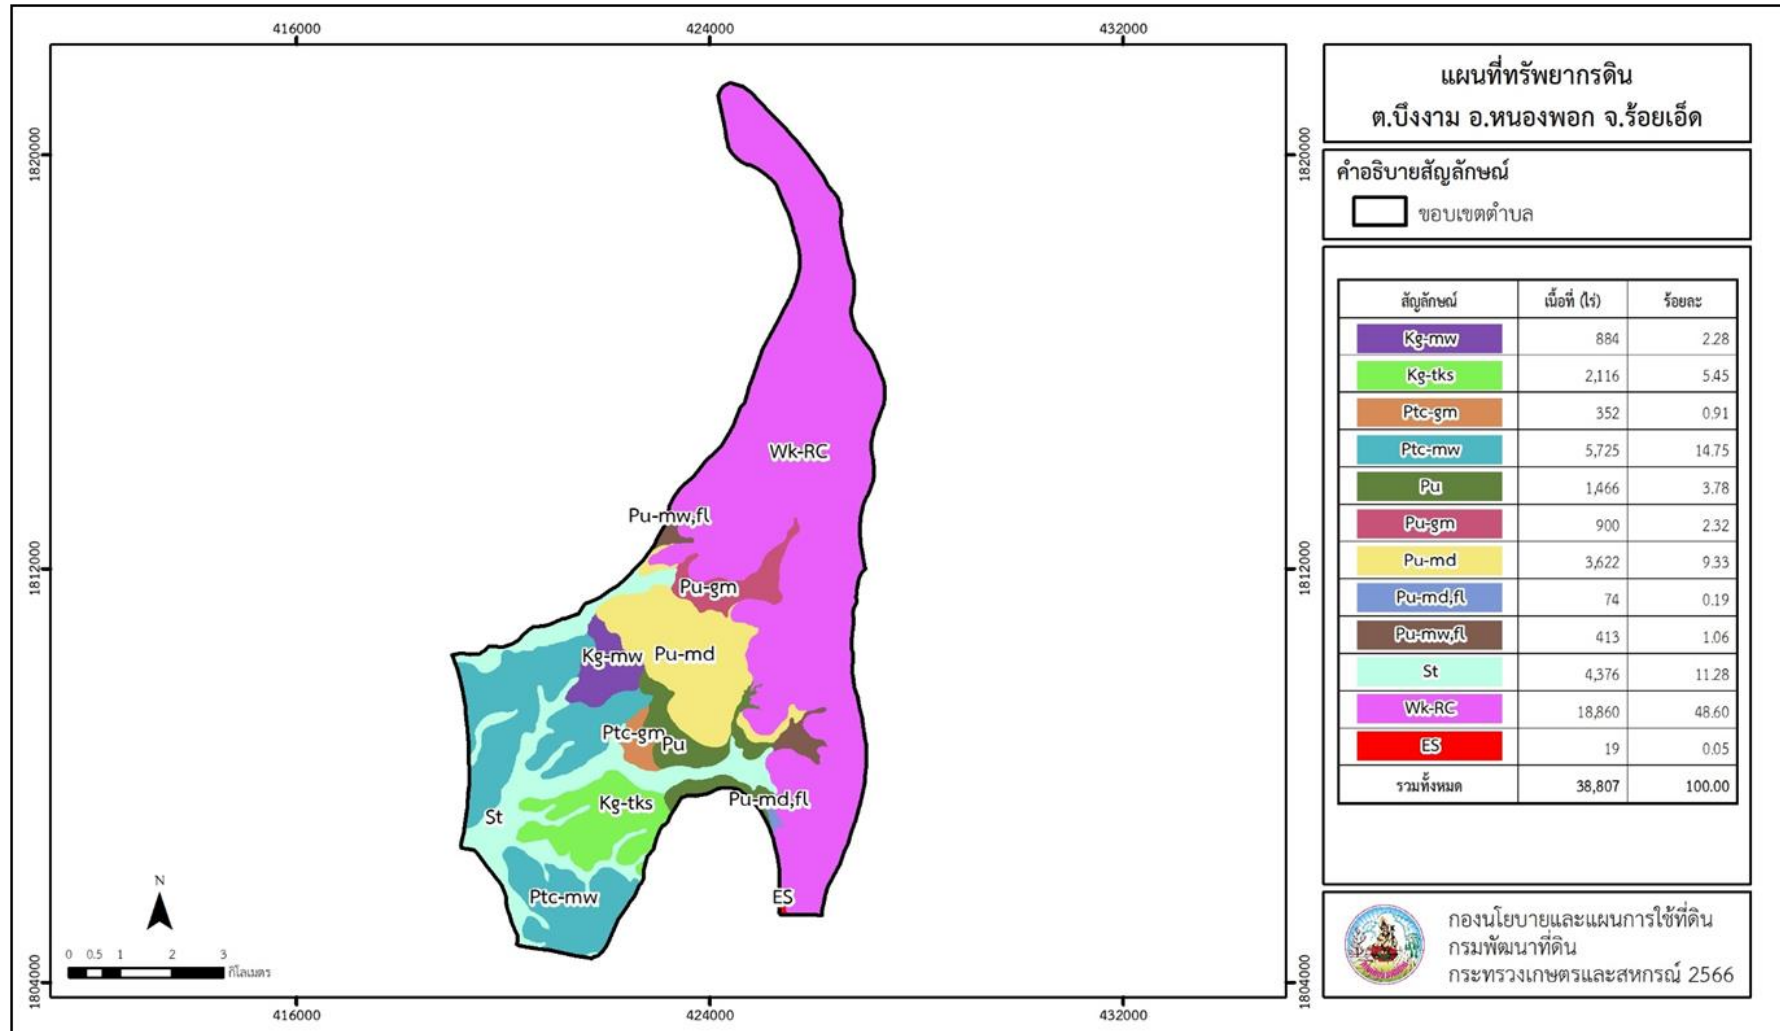 416000
424000
432000
1820000
1820000
1812000
1812000
1804000
1804000
416000
424000
432000
Wk-RC
Pu-mw,fl
Pu-gm
Kg-mw
Pu-md
Ptc-gm
Pu
Kg-tks
Pu-md,fl
St
Ptc-mw
ES
N
0 0.5 1 2 3
กิโลเมตร
แผนที่ทรัพยากรดิน
ต.บึงงาม อ.หนองพอก จ.ร้อยเอ็ด
คำอธิบายสัญลักษณ์
ขอบเขตตำบล
สัญลักษณ์ เนื้อที่ (ไร่) ร้อยละ
Kg-mw 884 2.28
Kg-tks 2,116 5.45
Ptc-gm 352 0.91
Ptc-mw 5,725 14.75
Pu 1,466 3.78
Pu-gm 900 2.32
Pu-md 3,622 9.33
Pu-md,fl 74 0.19
Pu-mw,fl 413 1.06
St 4,376 11.28
Wk-RC 18,860 48.60
ES 19 0.05
รวมทั้งหมด 38,807 100.00
กองนโยบายและแผนการใช้ที่ดิน
กรมพัฒนาที่ดิน
กระทรวงเกษตรและสหกรณ์ 2566